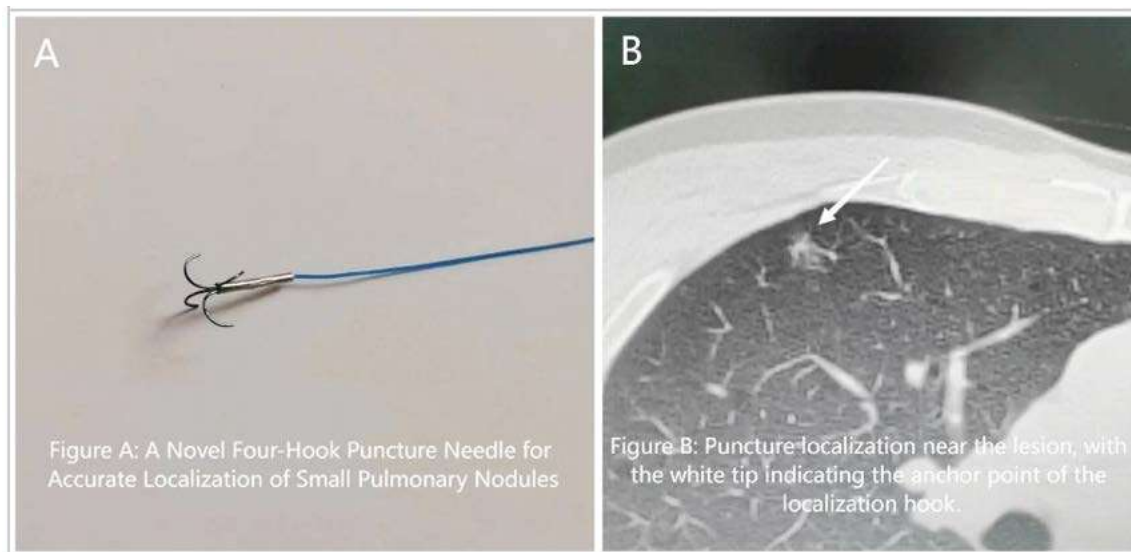 A
Figure A: A Novel Four-Hook Puncture Needle for
Accurate Localization of Small Pulmonary Nodules
B
Figure B: Puncture localization near the lesion, with
the white tip indicating the anchor point of the
localization hook.